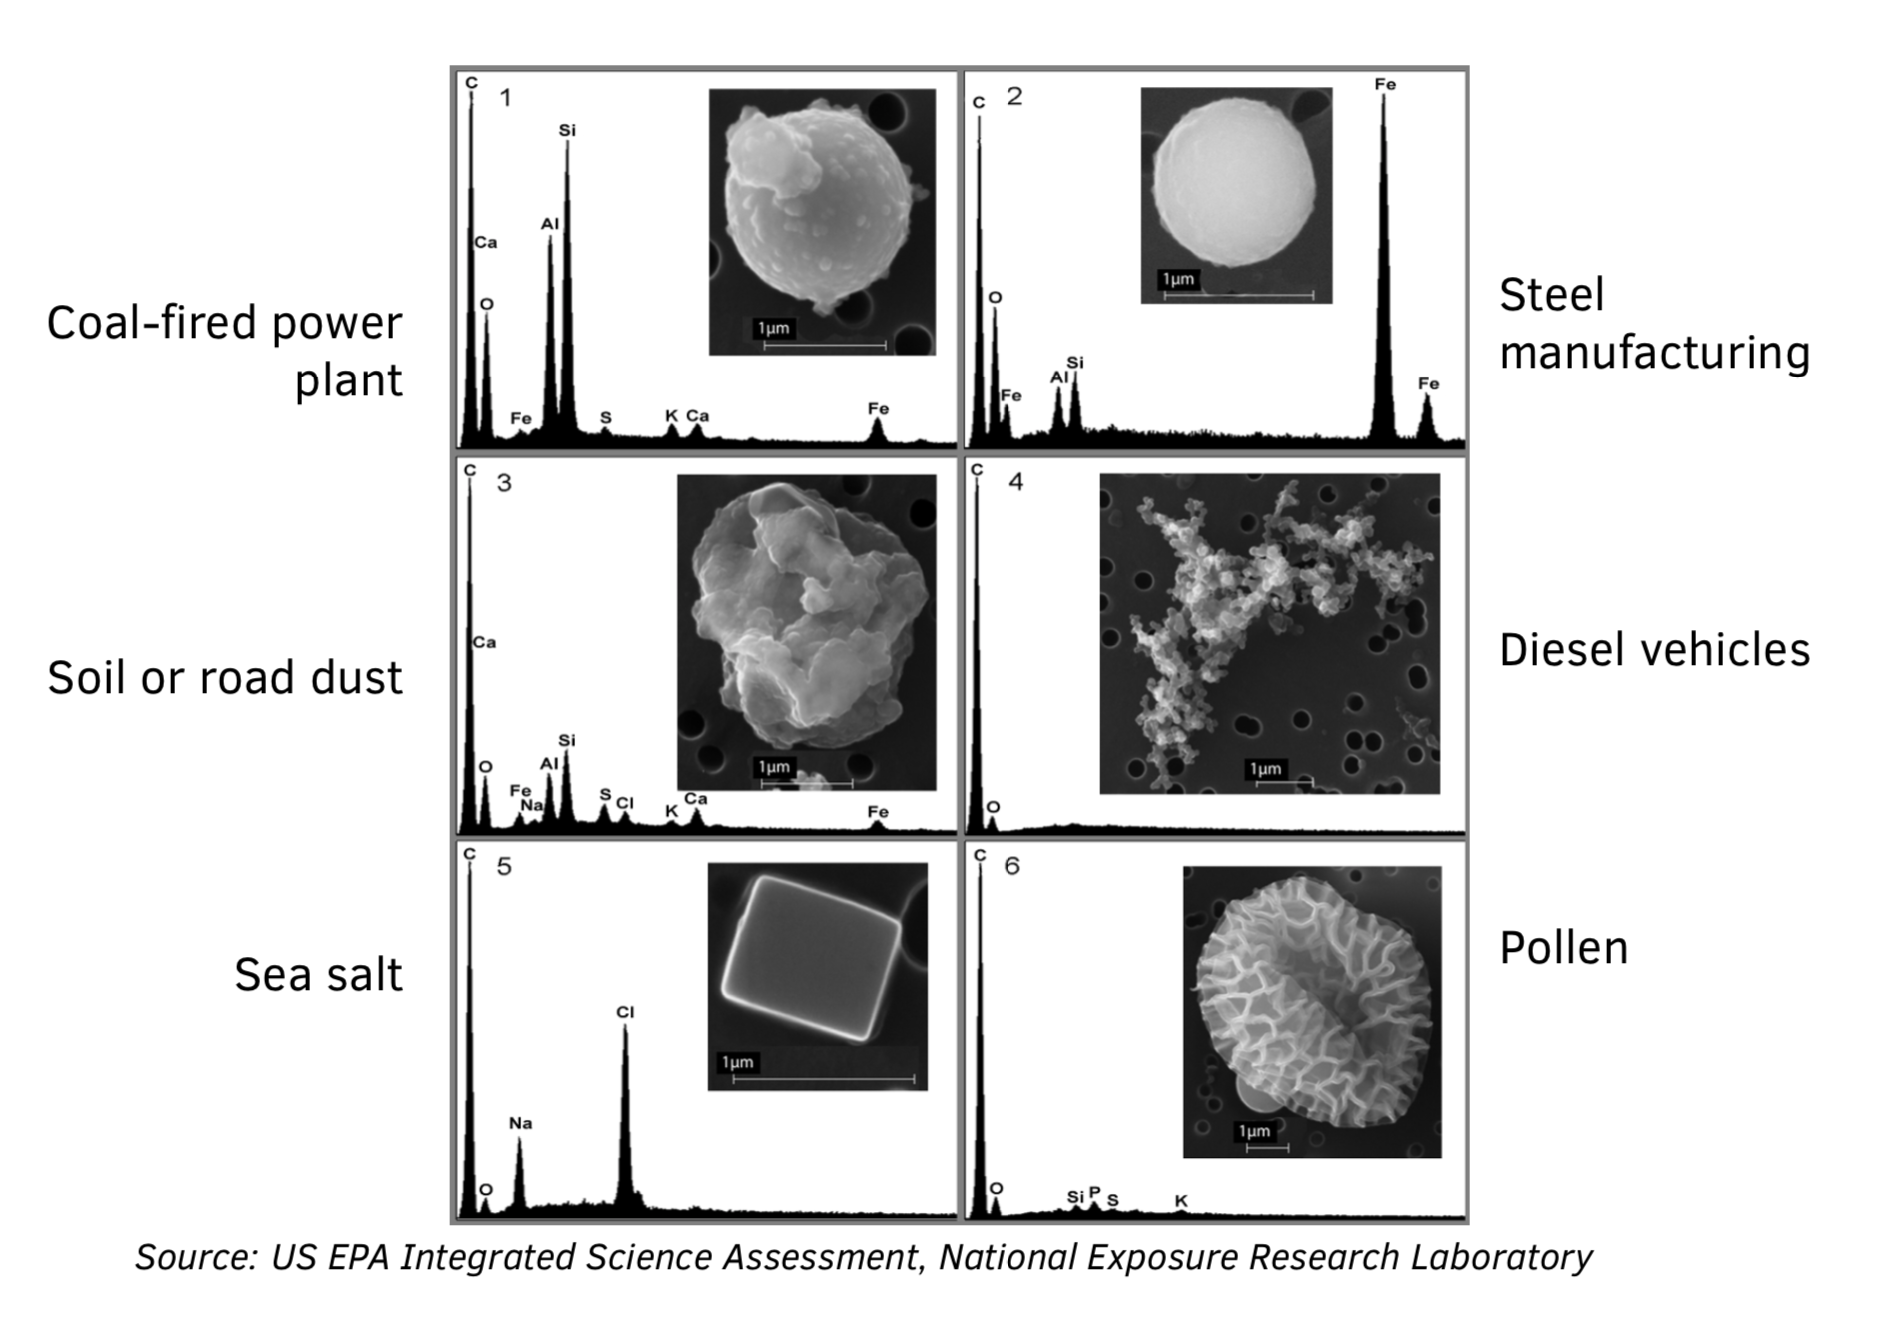 C
1
Si
Al
Ca
O
Fe
S
K
Ca
Fe
1µm
C
2
Fe
O
Fe
Al
Si
Fe
1µm
Coal-fired power
plant
Steel
manufacturing
C
3
Ca
O
Fe
Na
Al
Si
S
Cl
K
Ca
Fe
1µm
C
4
O
1µm
Soil or road dust
Diesel vehicles
C
5
Cl
Na
O
1µm
C
6
O
Si
P
S
K
1µm
Sea salt
Pollen
Source: US EPA Integrated Science Assessment, National Exposure Research Laboratory